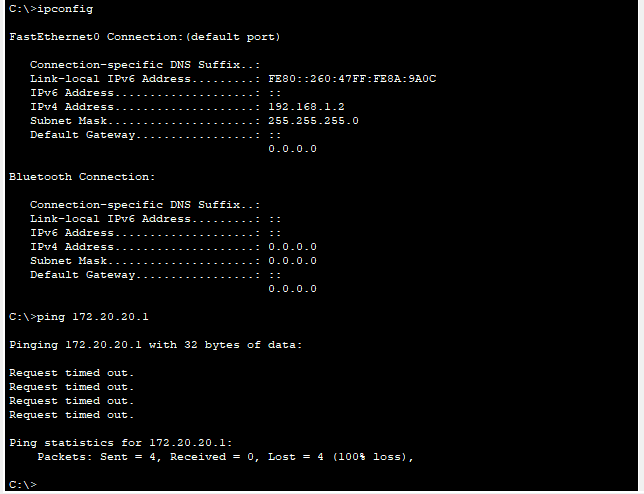 C:\>ipconfig
FastEthernet0 Connection:(default port)
Connection-specific DNS Suffix..:
Link-local IPv6 Address.........: FE80::260:47FF:FE8A:9A0C
IPv6 Address....................: ::
IPv4 Address....................: 192.168.1.2
Subnet Mask.....................: 255.255.255.0
Default Gateway.................: ::
0.0.0.0
Bluetooth Connection:
Connection-specific DNS Suffix..:
Link-local IPv6 Address.........: ::
IPv6 Address....................: ::
IPv4 Address....................: 0.0.0.0
Subnet Mask.....................: 0.0.0.0
Default Gateway.................: ::
0.0.0.0
C:\>ping 172.20.20.1
Pinging 172.20.20.1 with 32 bytes of data:
Request timed out.
Request timed out.
Request timed out.
Request timed out.
Ping statistics for 172.20.20.1:
Packets: Sent = 4, Received = 0, Lost = 4 (100% loss),
C:\>